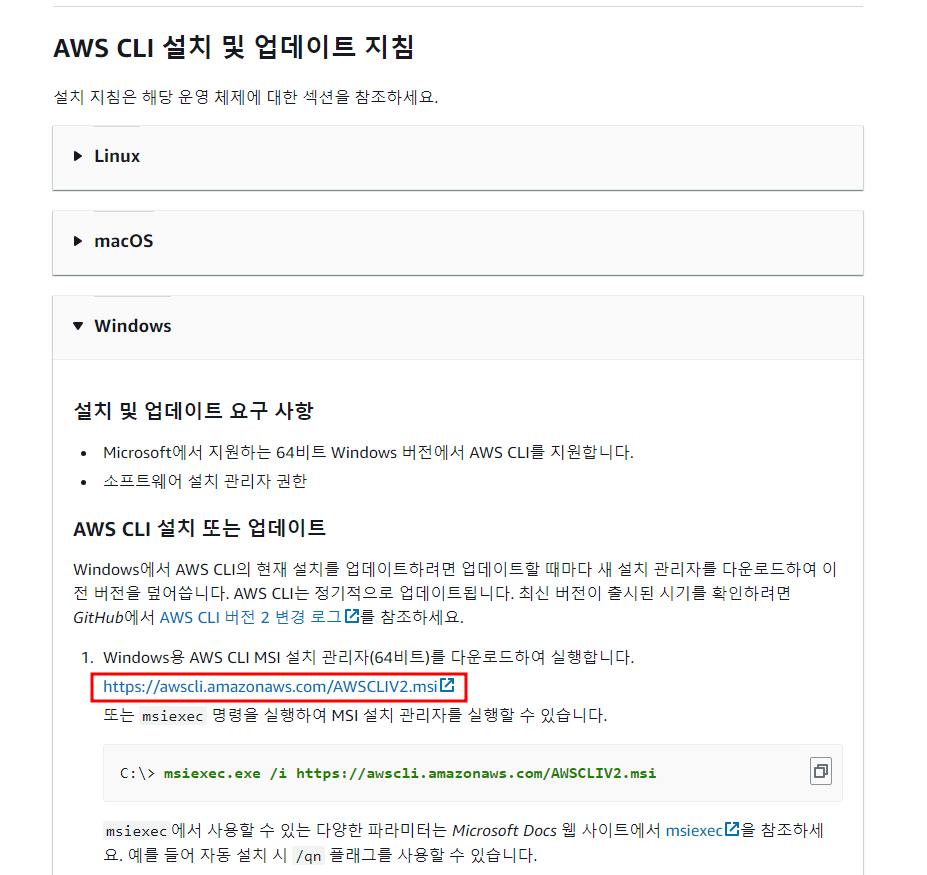 AWS CLI 설치 및 업데이트 지침
설치 지침은 해당 운영 체제에 대한 섹션을 참조하세요.
Linux
macOS
Windows
설치 및 업데이트 요구 사항
Microsoft에서 지원하는 64비트 Windows 버전에서 AWS CLI를 지원합니다.
소프트웨어 설치 관리자 권한
AWS CLI 설치 또는 업데이트
Windows에서 AWS CLI의 현재 설치를 업데이트하려면 업데이트할 때마다 새 설치 관리자를 다운로드하여 이
전 버전을 덮어씁니다. AWS CLI는 정기적으로 업데이트됩니다. 최신 버전이 출시된 시기를 확인하려면
GitHub에서 AWS CLI 버전 2 변경 로그를 참조하세요.
1. Windows용 AWS CLI MSI 설치 관리자(64비트)를 다운로드하여 실행합니다.
https://awscli.amazonaws.com/AWSCLIV2.msi
또는 msiexec 명령을 실행하여 MSI 설치 관리자를 실행할 수 있습니다.
C:\> msiexec.exe /i https://awscli.amazonaws.com/AWSCLIV2.msi
msiexec에서 사용할 수 있는 다양한 파라미터는 Microsoft Docs 웹 사이트에서 msiexec을 참조하세
요. 예를 들어 자동 설치 시 /qn 플래그를 사용할 수 있습니다.